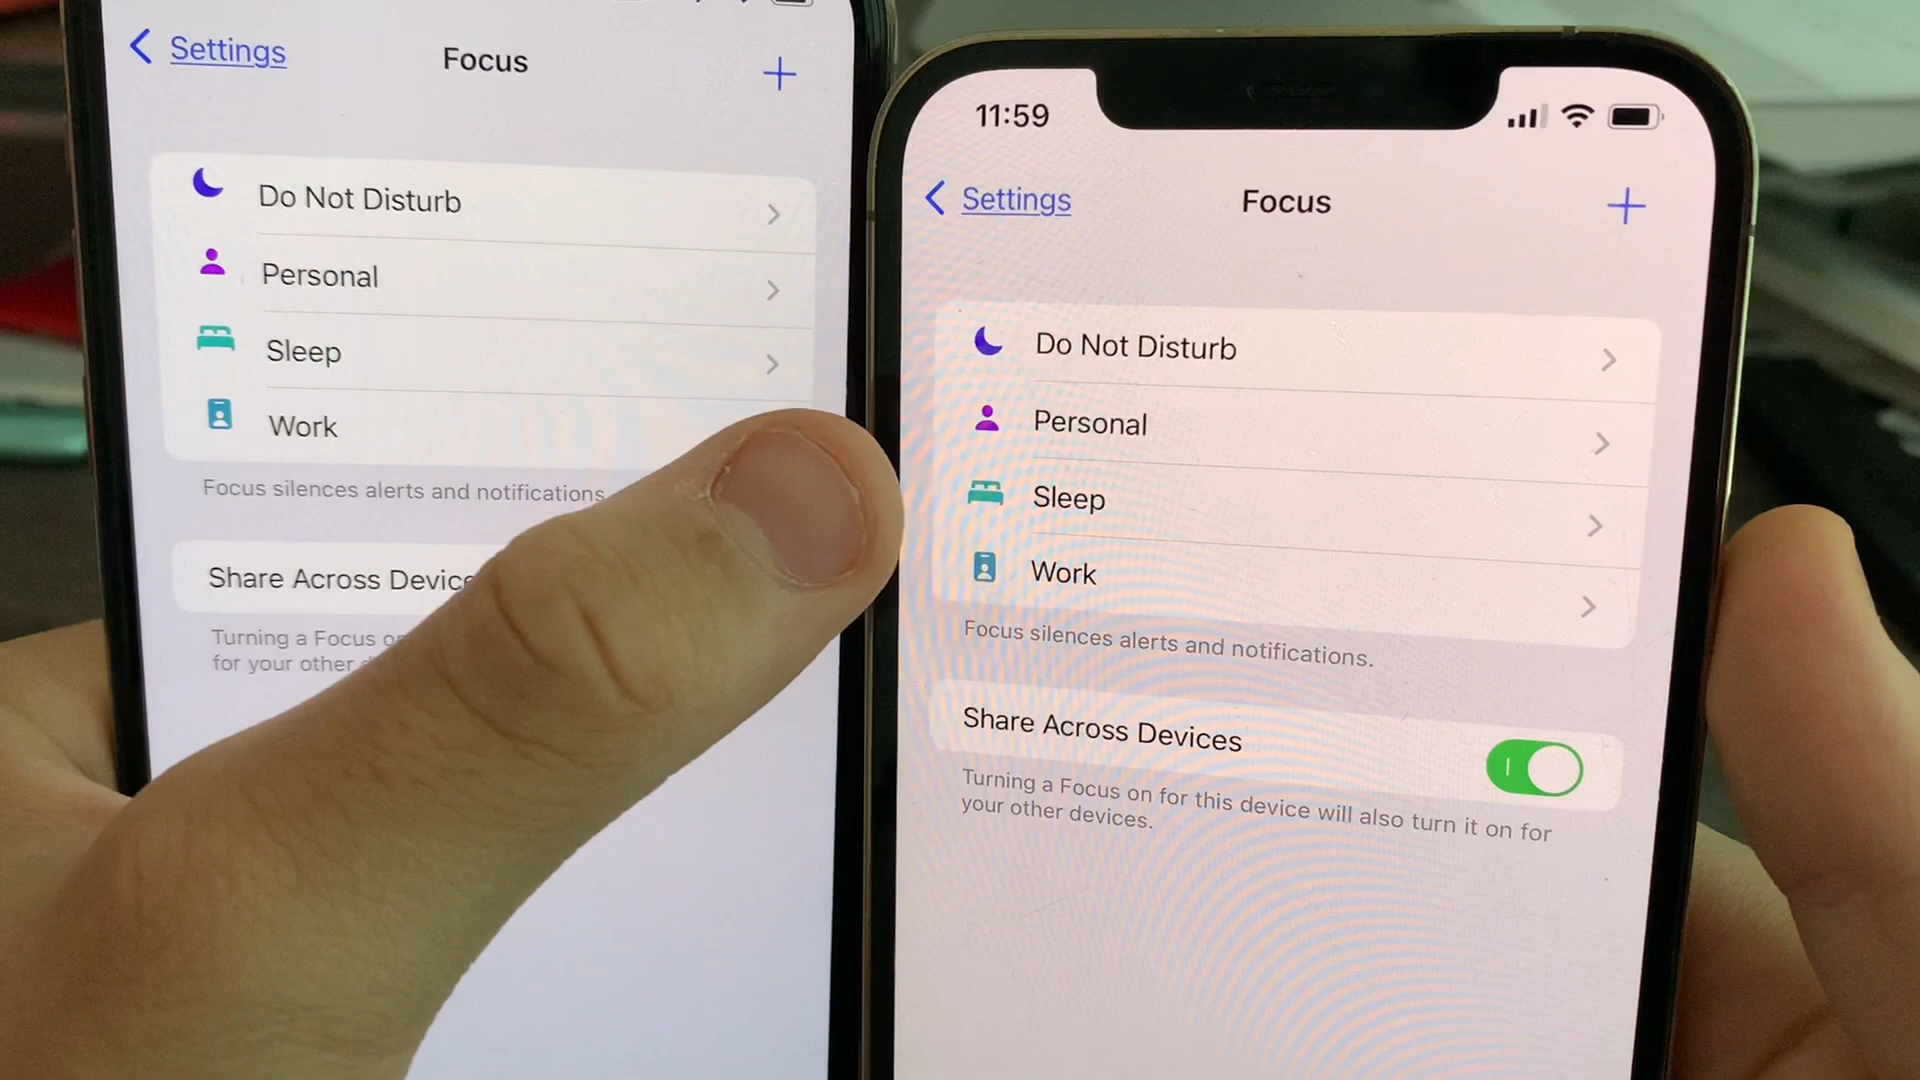 Settings
Focus
Do Not Disturb
Personal
Sleep
Work
Focus silences alerts and notifications
Share Across Device
Turning a Focus
for your other
11:59
Settings
Focus
Do Not Disturb
Personal
Sleep
Work
Focus silences alerts and notifications.
Share Across Devices
Turning a Focus on for this device will also turn it on for
your other devices.